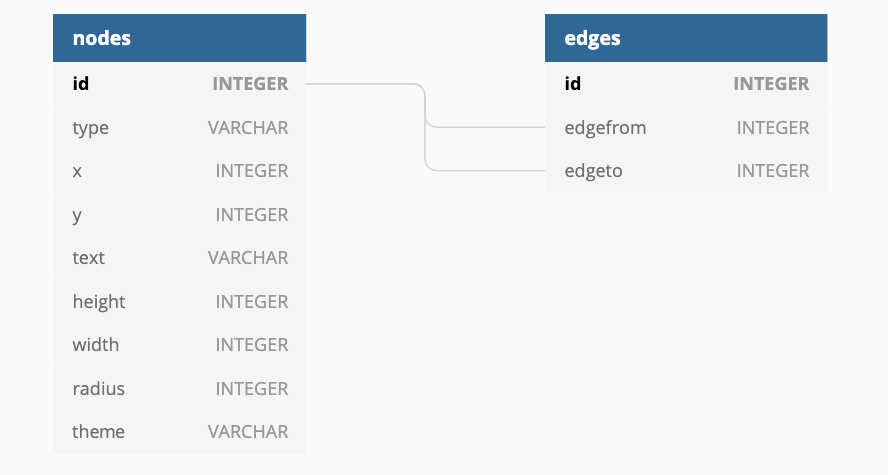 nodes
id INTEGER
type VARCHAR
x INTEGER
y INTEGER
text VARCHAR
height INTEGER
width INTEGER
radius INTEGER
theme VARCHAR
edges
id INTEGER
edgefrom INTEGER
edgeto INTEGER